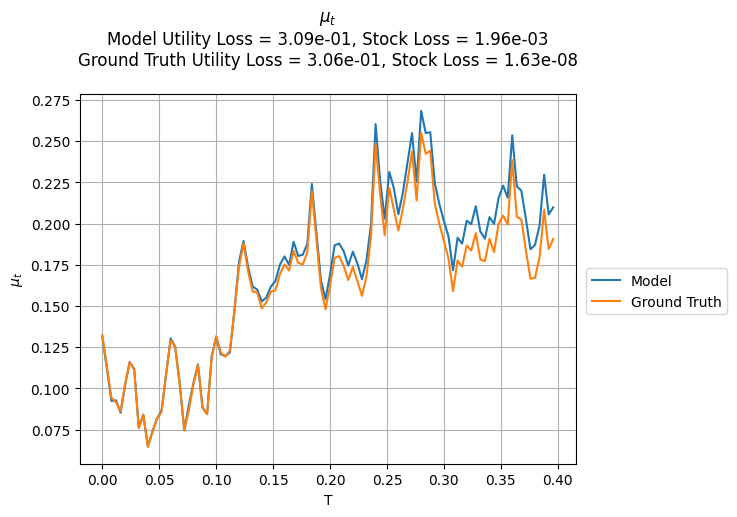 μₜ
Model Utility Loss = 3.09e-01, Stock Loss = 1.96e-03
Ground Truth Utility Loss = 3.06e-01, Stock Loss = 1.63e-08
0.275
0.250
0.225
0.200
0.175
0.150
0.125
0.100
0.075
μₜ
0.00 0.05 0.10 0.15 0.20 0.25 0.30 0.35 0.40
T
Model
Ground Truth